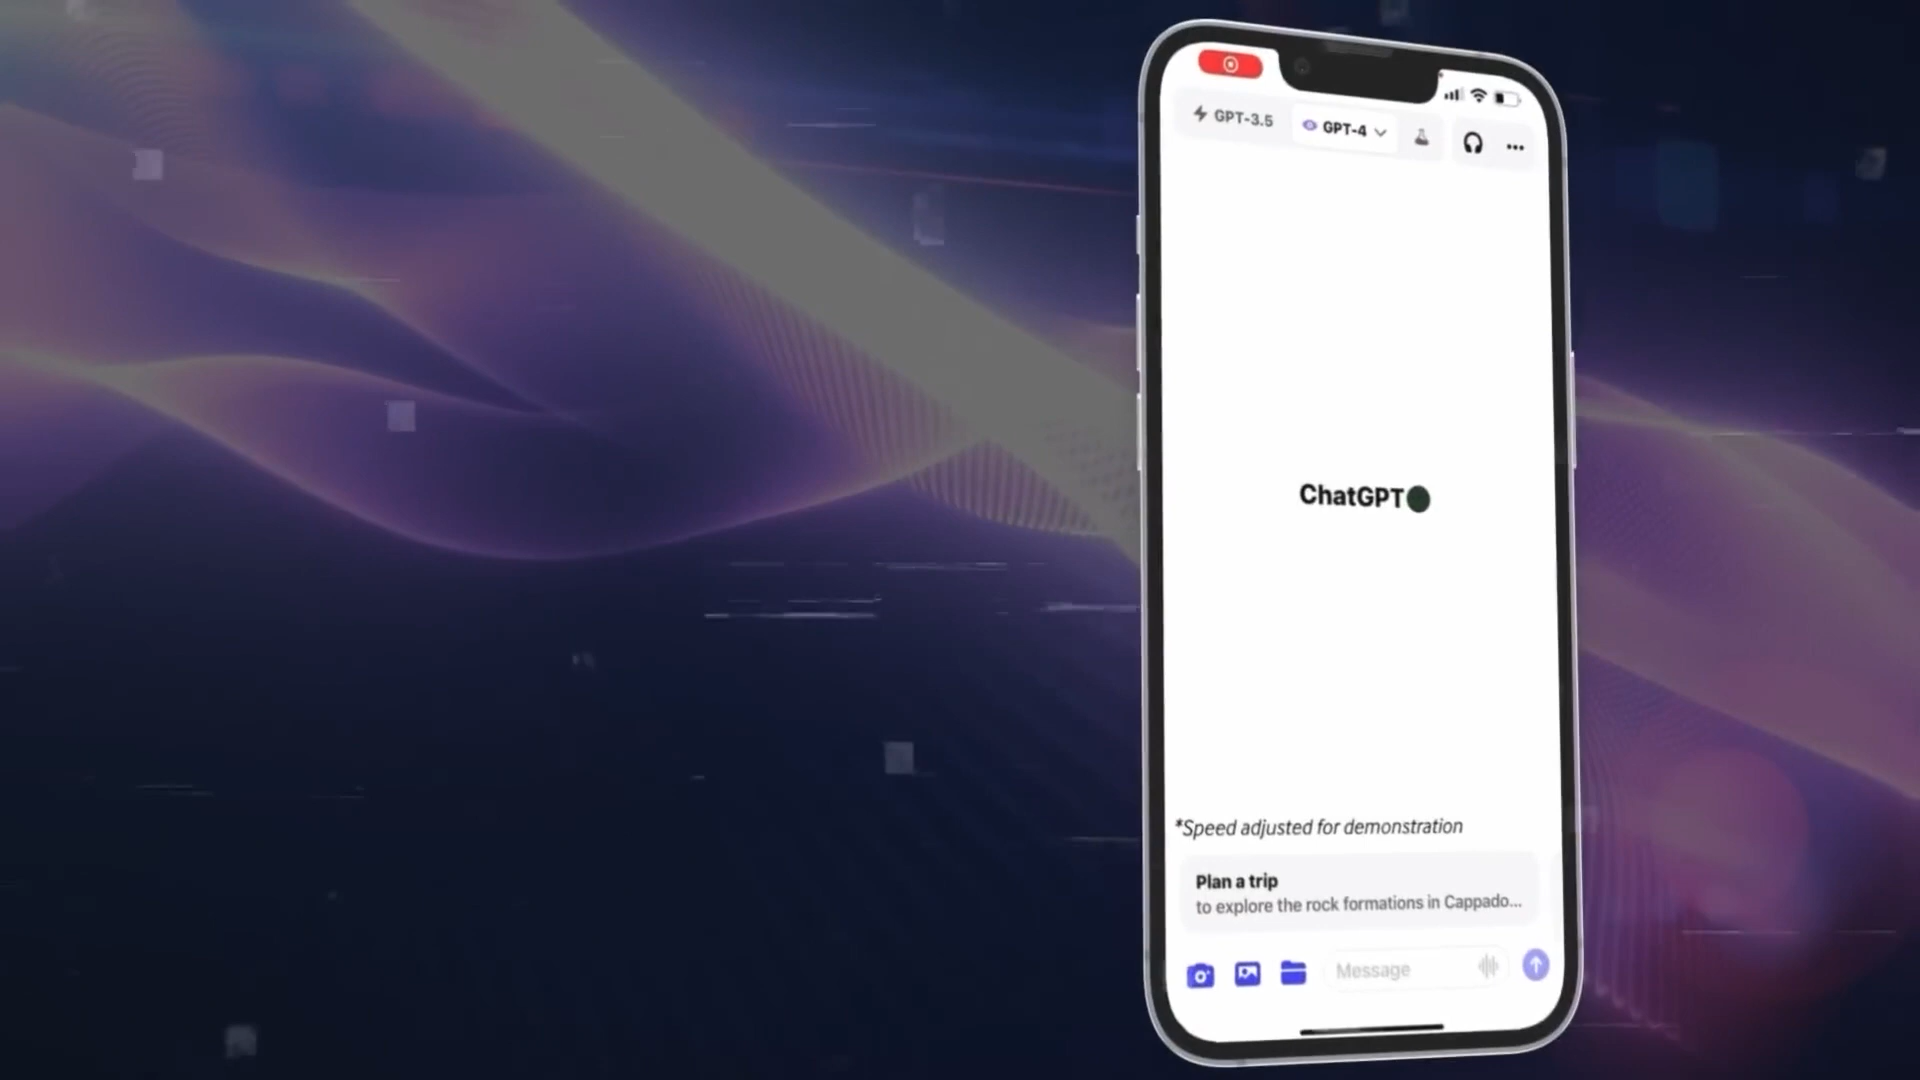 GPT-3.5
GPT-4
ChatGPT
*Speed adjusted for demonstration
Plan a trip
to explore the rock formations in Cappado...
Message